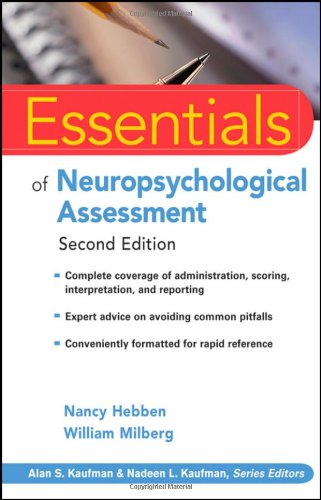 Essentials
of Neuropsychological
Assessment
Second Edition
Complete coverage of administration, scoring,
interpretation, and reporting
Expert advice on avoiding common pitfalls
Conveniently formatted for rapid reference
Nancy Hebben
William Milberg
Alan S. Kaufman & Nadeen L. Kaufman, Series Editors